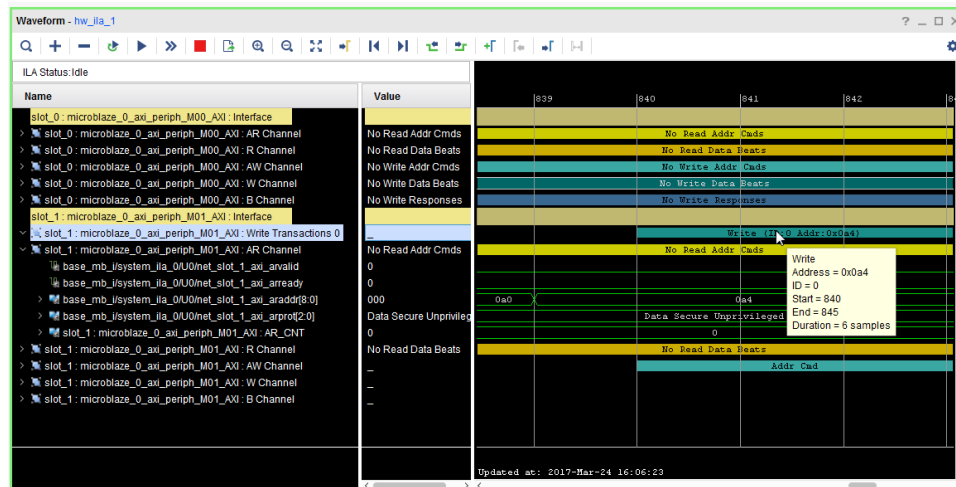 Waveform - hw_ila_1
ILA Status:Idle
Name Value 839 840 841 842
slot_0 : microblaze_0_axi_periph_M00_AXI : Interface
slot_0 : microblaze_0_axi_periph_M00_AXI : AR Channel No Read Addr Cmds No Read Addr Cmds
slot_0 : microblaze_0_axi_periph_M00_AXI : R Channel No Read Data Beats No Read Data Beats
slot_0 : microblaze_0_axi_periph_M00_AXI : AW Channel No Write Addr Cmds No Write Addr Cmds
slot_0 : microblaze_0_axi_periph_M00_AXI : W Channel No Write Data Beats No Write Data Beats
slot_0 : microblaze_0_axi_periph_M00_AXI : B Channel No Write Responses No Write Responses
slot_1 : microblaze_0_axi_periph_M01_AXI : Interface
slot_1 : microblaze_0_axi_periph_M01_AXI : Write Transactions 0 _ Write (ID:0 Addr:0x0a4)
slot_1 : microblaze_0_axi_periph_M01_AXI : AR Channel No Read Addr Cmds No Read Addr Cmds
base_mb_i/system_ila_0/U0/net_slot_1_axi_arvalid 0
base_mb_i/system_ila_0/U0/net_slot_1_axi_arready 0
base_mb_i/system_ila_0/U0/net_slot_1_axi_araddr[8:0] 000 0a0 0a4
base_mb_i/system_ila_0/U0/net_slot_1_axi_arprot[2:0] Data Secure Unprivileg Data Secure Unprivileged
slot_1 : microblaze_0_axi_periph_M01_AXI : AR_CNT 0 0
slot_1 : microblaze_0_axi_periph_M01_AXI : R Channel No Read Data Beats No Read Data Beats
slot_1 : microblaze_0_axi_periph_M01_AXI : AW Channel _ Addr Cmd
slot_1 : microblaze_0_axi_periph_M01_AXI : W Channel _
slot_1 : microblaze_0_axi_periph_M01_AXI : B Channel _
Write
Address = 0x0a4
ID = 0
Start = 840
End = 845
Duration = 6 samples
Updated at: 2017-Mar-24 16:06:23